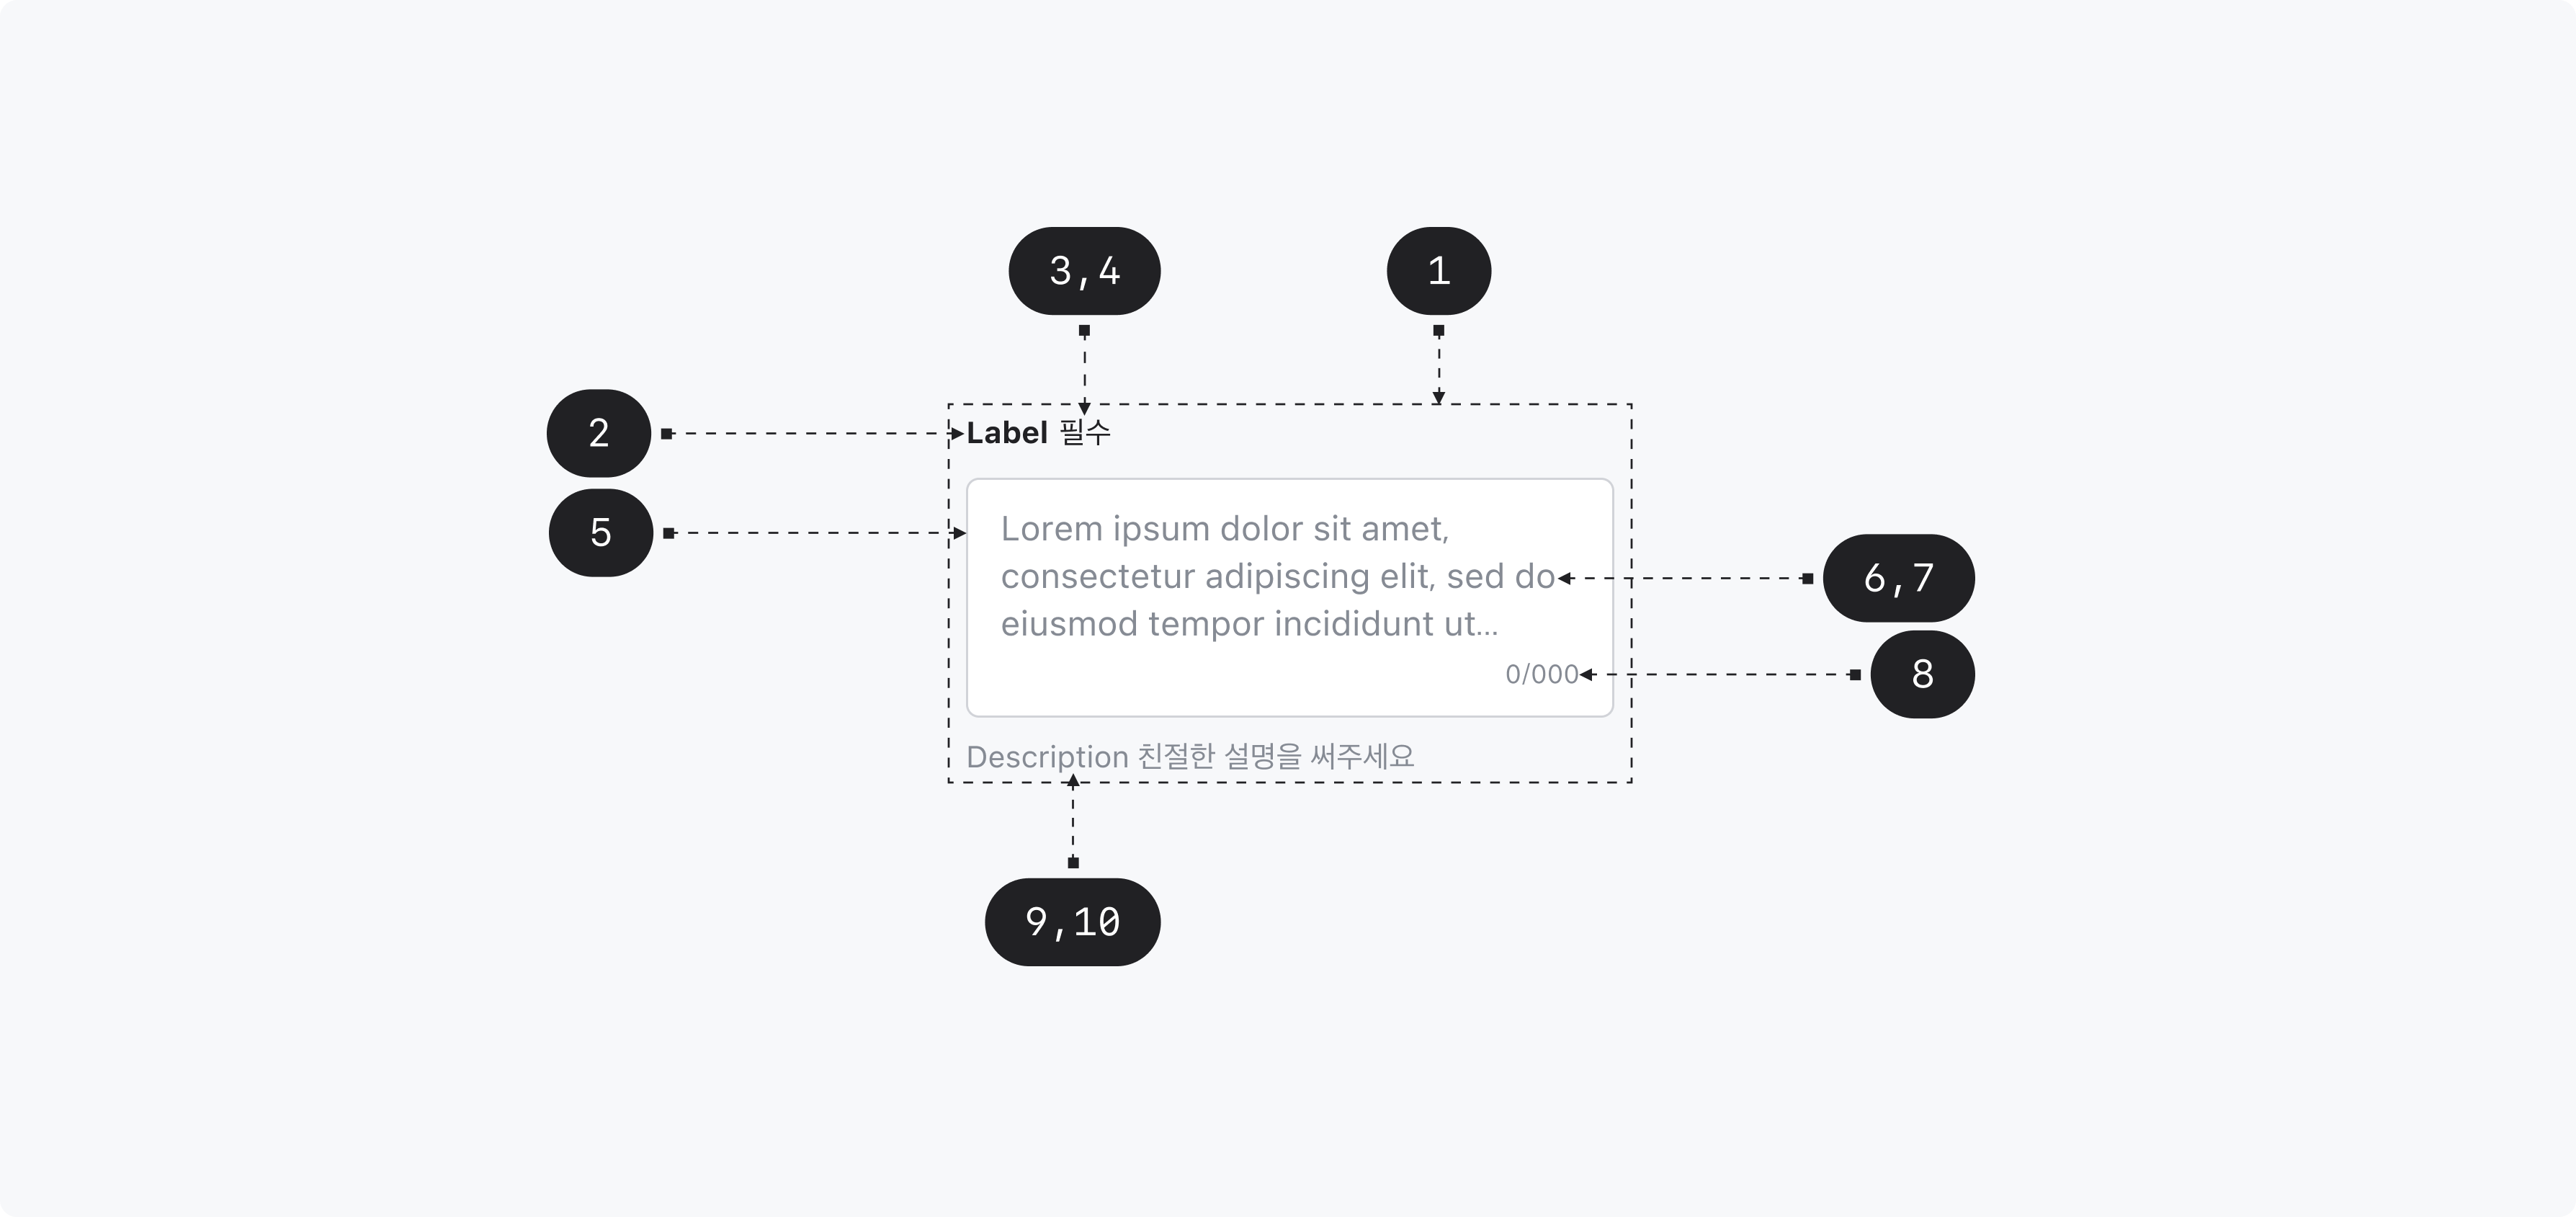 3,4
1
2
Label 필수
5
Lorem ipsum dolor sit amet,
consectetur adipiscing elit, sed do
eiusmod tempor incididunt ut...
6,7
0/000
8
Description 친절한 설명을 써주세요
9,10